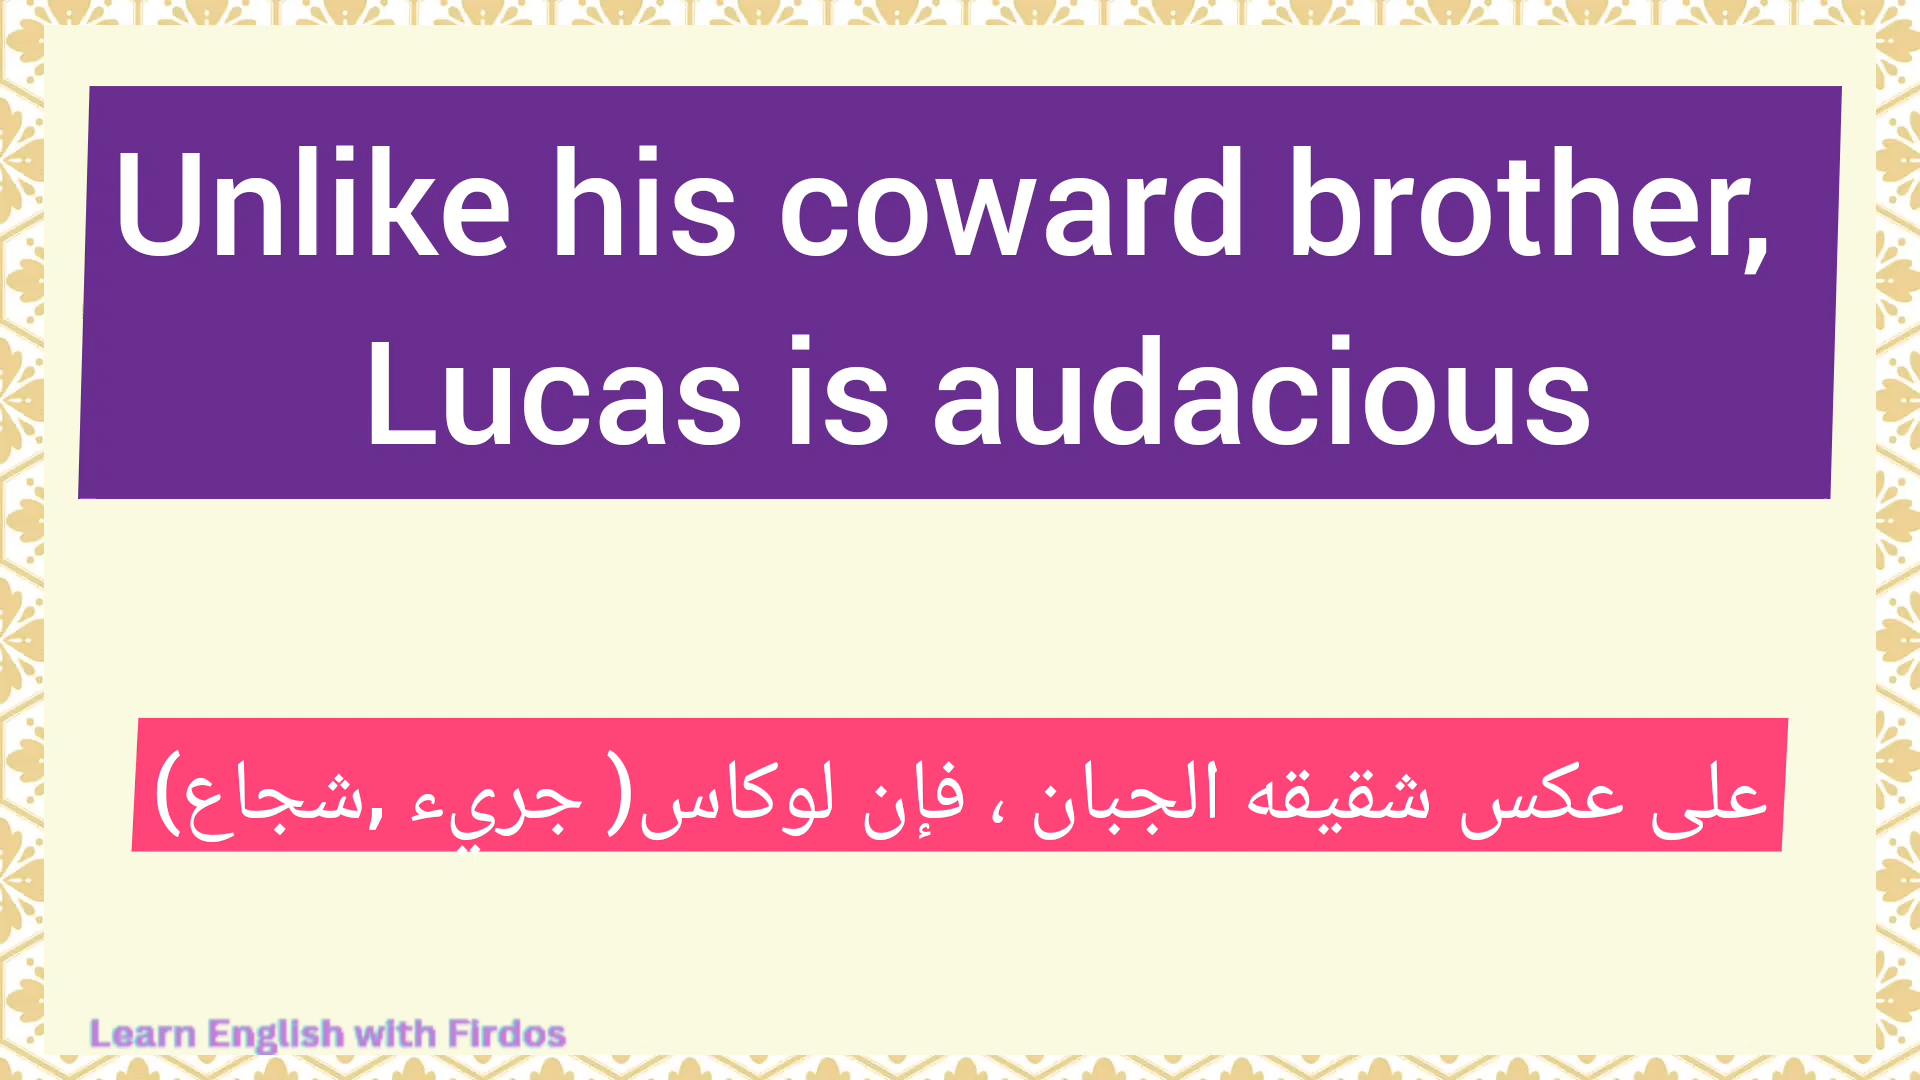 Unlike his coward brother,
Lucas is audacious
على عكس شقيقه الجبان ، فإن لوكاس( جريء ,شجاع)
Learn English with Firdos